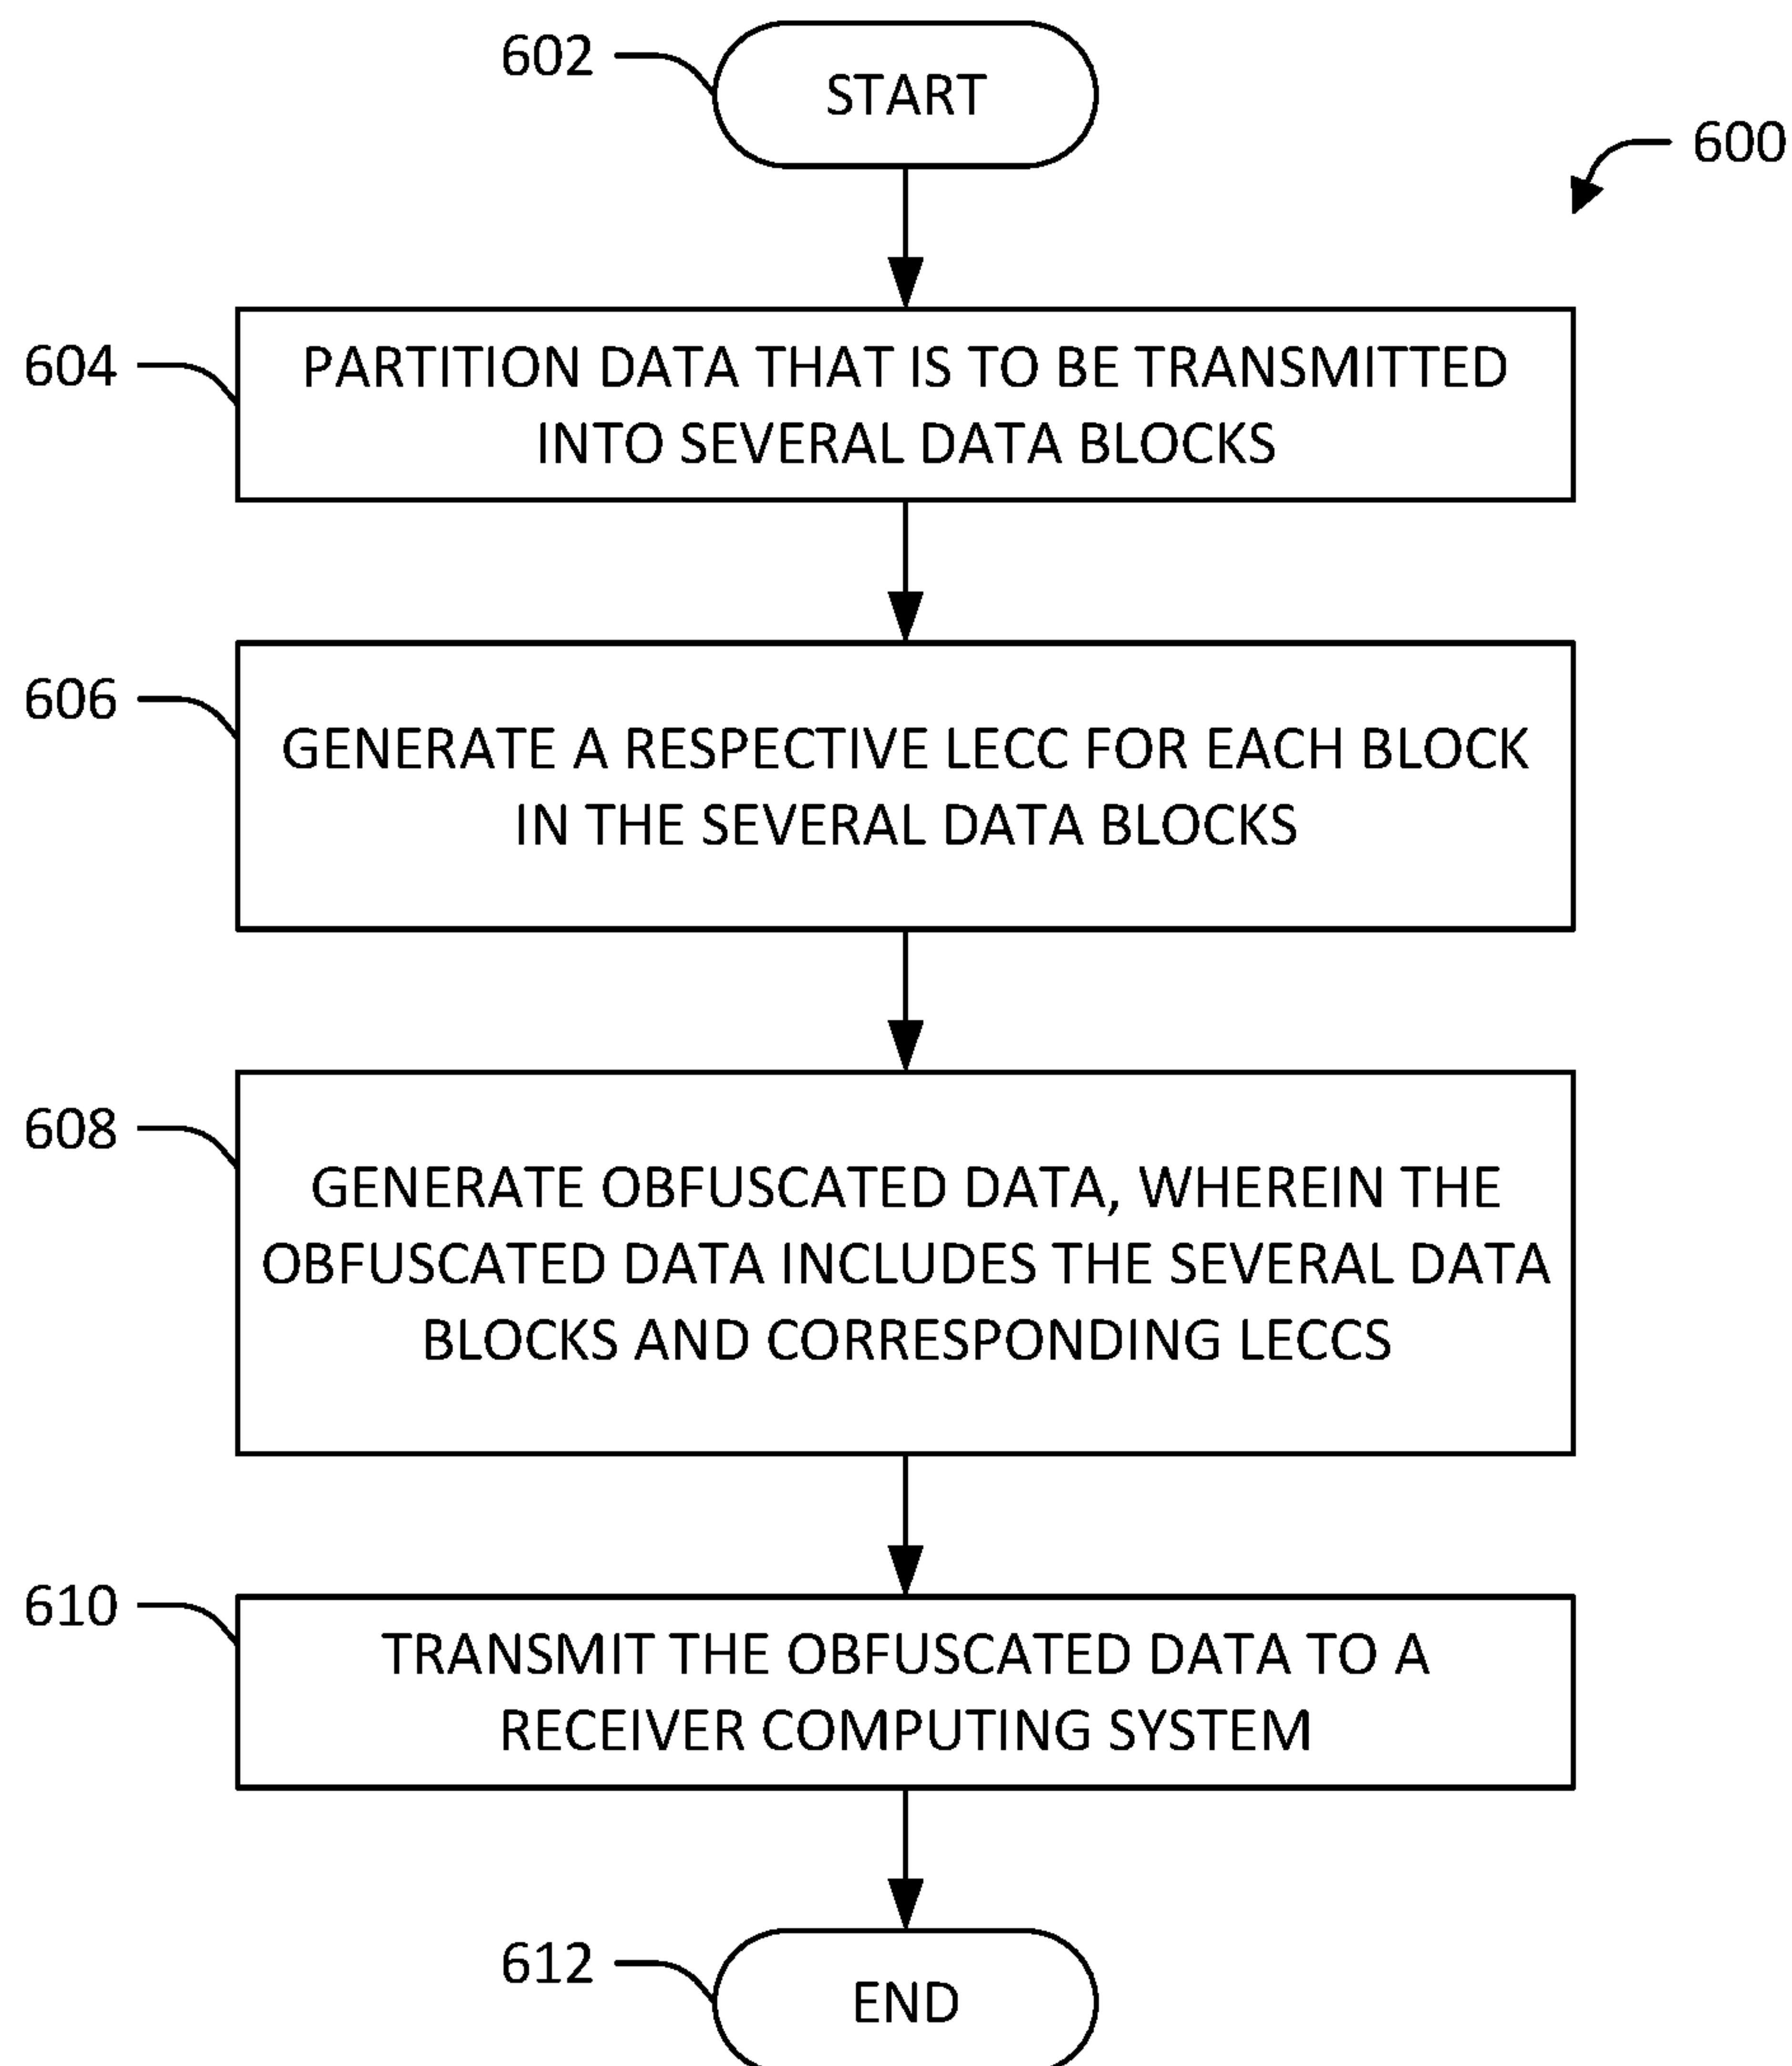 602
START
600
604
PARTITION DATA THAT IS TO BE TRANSMITTED
INTO SEVERAL DATA BLOCKS
606
GENERATE A RESPECTIVE LECC FOR EACH BLOCK
IN THE SEVERAL DATA BLOCKS
608
GENERATE OBFUSCATED DATA, WHEREIN THE
OBFUSCATED DATA INCLUDES THE SEVERAL DATA
BLOCKS AND CORRESPONDING LECCS
610
TRANSMIT THE OBFUSCATED DATA TO A
RECEIVER COMPUTING SYSTEM
612
END